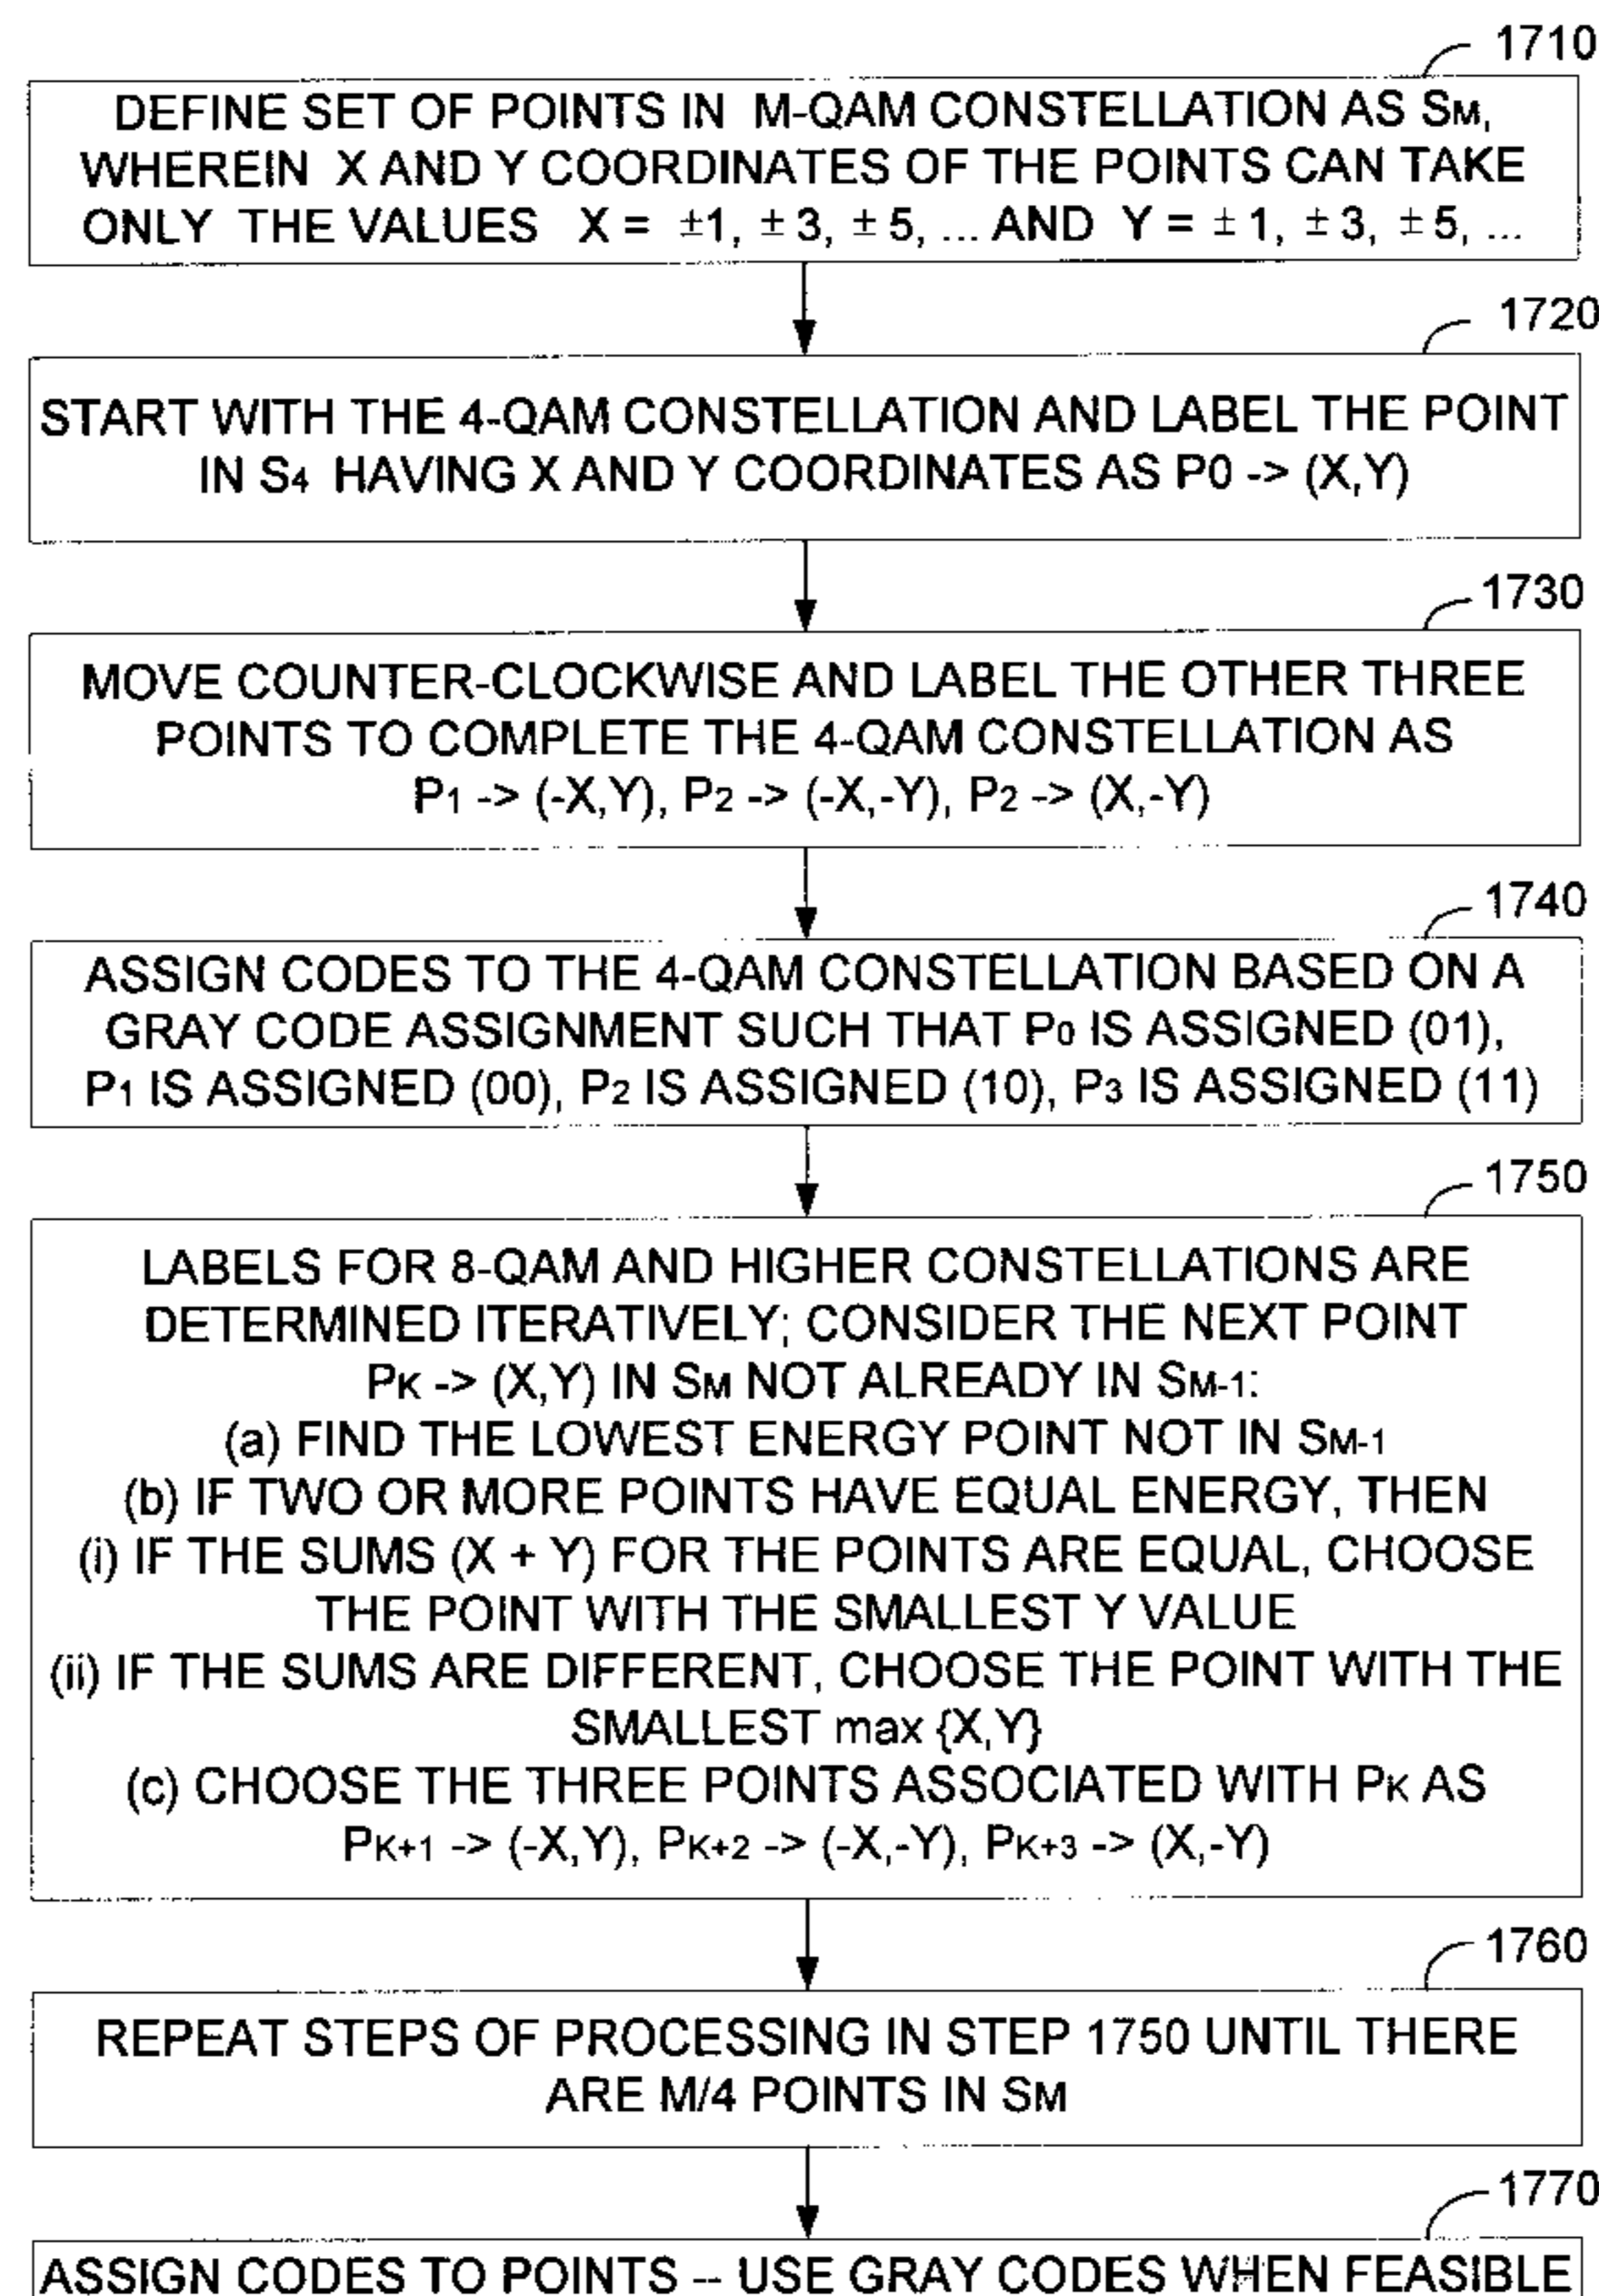 1710
DEFINE SET OF POINTS IN M-QAM CONSTELLATION AS SM,
WHEREIN X AND Y COORDINATES OF THE POINTS CAN TAKE
ONLY THE VALUES X = ±1, ± 3, ± 5, ... AND Y = ± 1, ± 3, ± 5, ...
1720
START WITH THE 4-QAM CONSTELLATION AND LABEL THE POINT
IN S4 HAVING X AND Y COORDINATES AS P0 -> (X,Y)
1730
MOVE COUNTER-CLOCKWISE AND LABEL THE OTHER THREE
POINTS TO COMPLETE THE 4-QAM CONSTELLATION AS
P1 -> (-X,Y), P2 -> (-X,-Y), P2 -> (X,-Y)
1740
ASSIGN CODES TO THE 4-QAM CONSTELLATION BASED ON A
GRAY CODE ASSIGNMENT SUCH THAT P0 IS ASSIGNED (01),
P1 IS ASSIGNED (00), P2 IS ASSIGNED (10), P3 IS ASSIGNED (11)
1750
LABELS FOR 8-QAM AND HIGHER CONSTELLATIONS ARE
DETERMINED ITERATIVELY; CONSIDER THE NEXT POINT
PK -> (X,Y) IN SM NOT ALREADY IN SM-1:
(a) FIND THE LOWEST ENERGY POINT NOT IN SM-1
(b) IF TWO OR MORE POINTS HAVE EQUAL ENERGY, THEN
(i) IF THE SUMS (X + Y) FOR THE POINTS ARE EQUAL, CHOOSE
THE POINT WITH THE SMALLEST Y VALUE
(ii) IF THE SUMS ARE DIFFERENT, CHOOSE THE POINT WITH THE
SMALLEST max {X,Y}
(c) CHOOSE THE THREE POINTS ASSOCIATED WITH PK AS
PK+1 -> (-X,Y), PK+2 -> (-X,-Y), PK+3 -> (X,-Y)
1760
REPEAT STEPS OF PROCESSING IN STEP 1750 UNTIL THERE
ARE M/4 POINTS IN SM
1770
ASSIGN CODES TO POINTS -- USE GRAY CODES WHEN FEASIBLE